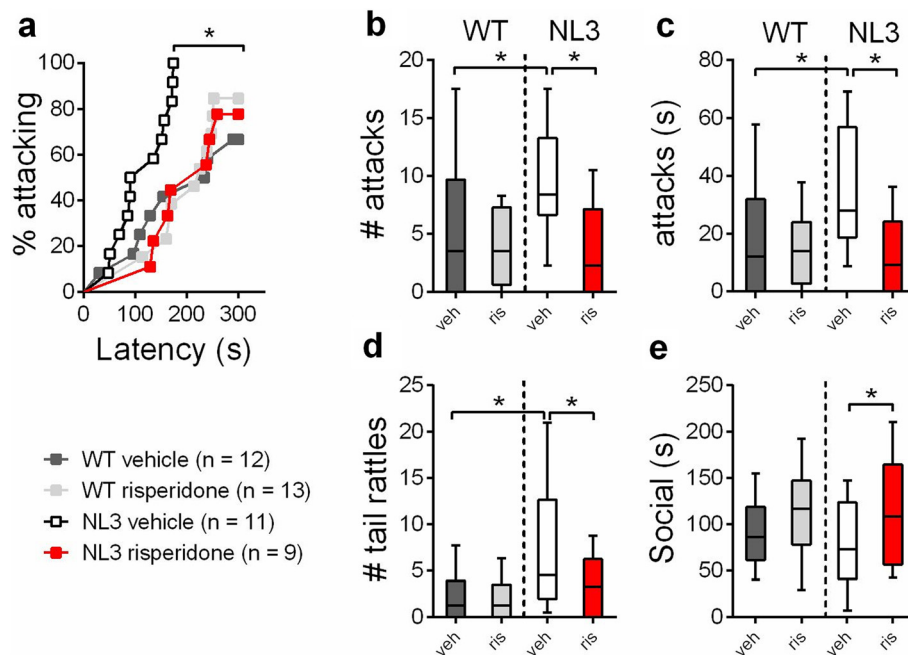 a
*
100
80
60
40
20
0
% attacking
0 100 200 300
Latency (s)
b
WT NL3
* *
20
15
10
5
0
# attacks
veh ris veh ris
c
WT NL3
* *
80
60
40
20
0
attacks (s)
veh ris veh ris
WT vehicle (n = 12)
WT risperidone (n = 13)
NL3 vehicle (n = 11)
NL3 risperidone (n = 9)
d
* *
25
20
15
10
5
0
# tail rattles
veh ris veh ris
e
*
250
200
150
100
50
0
Social (s)
veh ris veh ris